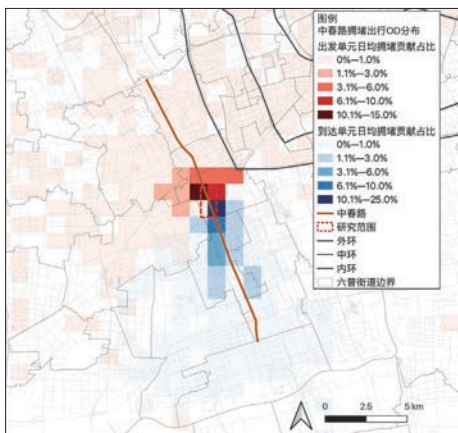 图例
中春路拥堵出行OD分布
出发单元日均拥堵贡献占比
0%—1.0%
1.1%—3.0%
3.1%—6.0%
6.1%—10.0%
10.1%—15.0%
到达单元日均拥堵贡献占比
0%—1.0%
1.1%—3.0%
3.1%—6.0%
6.1%—10.0%
10.1%—25.0%
中春路
研究范围
外环
中环
内环
六普街道边界
0 2.5 5 km